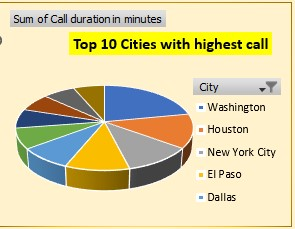 Sum of Call duration in minutes
Top 10 Cities with highest call
City
Washington
Houston
New York City
El Paso
Dallas